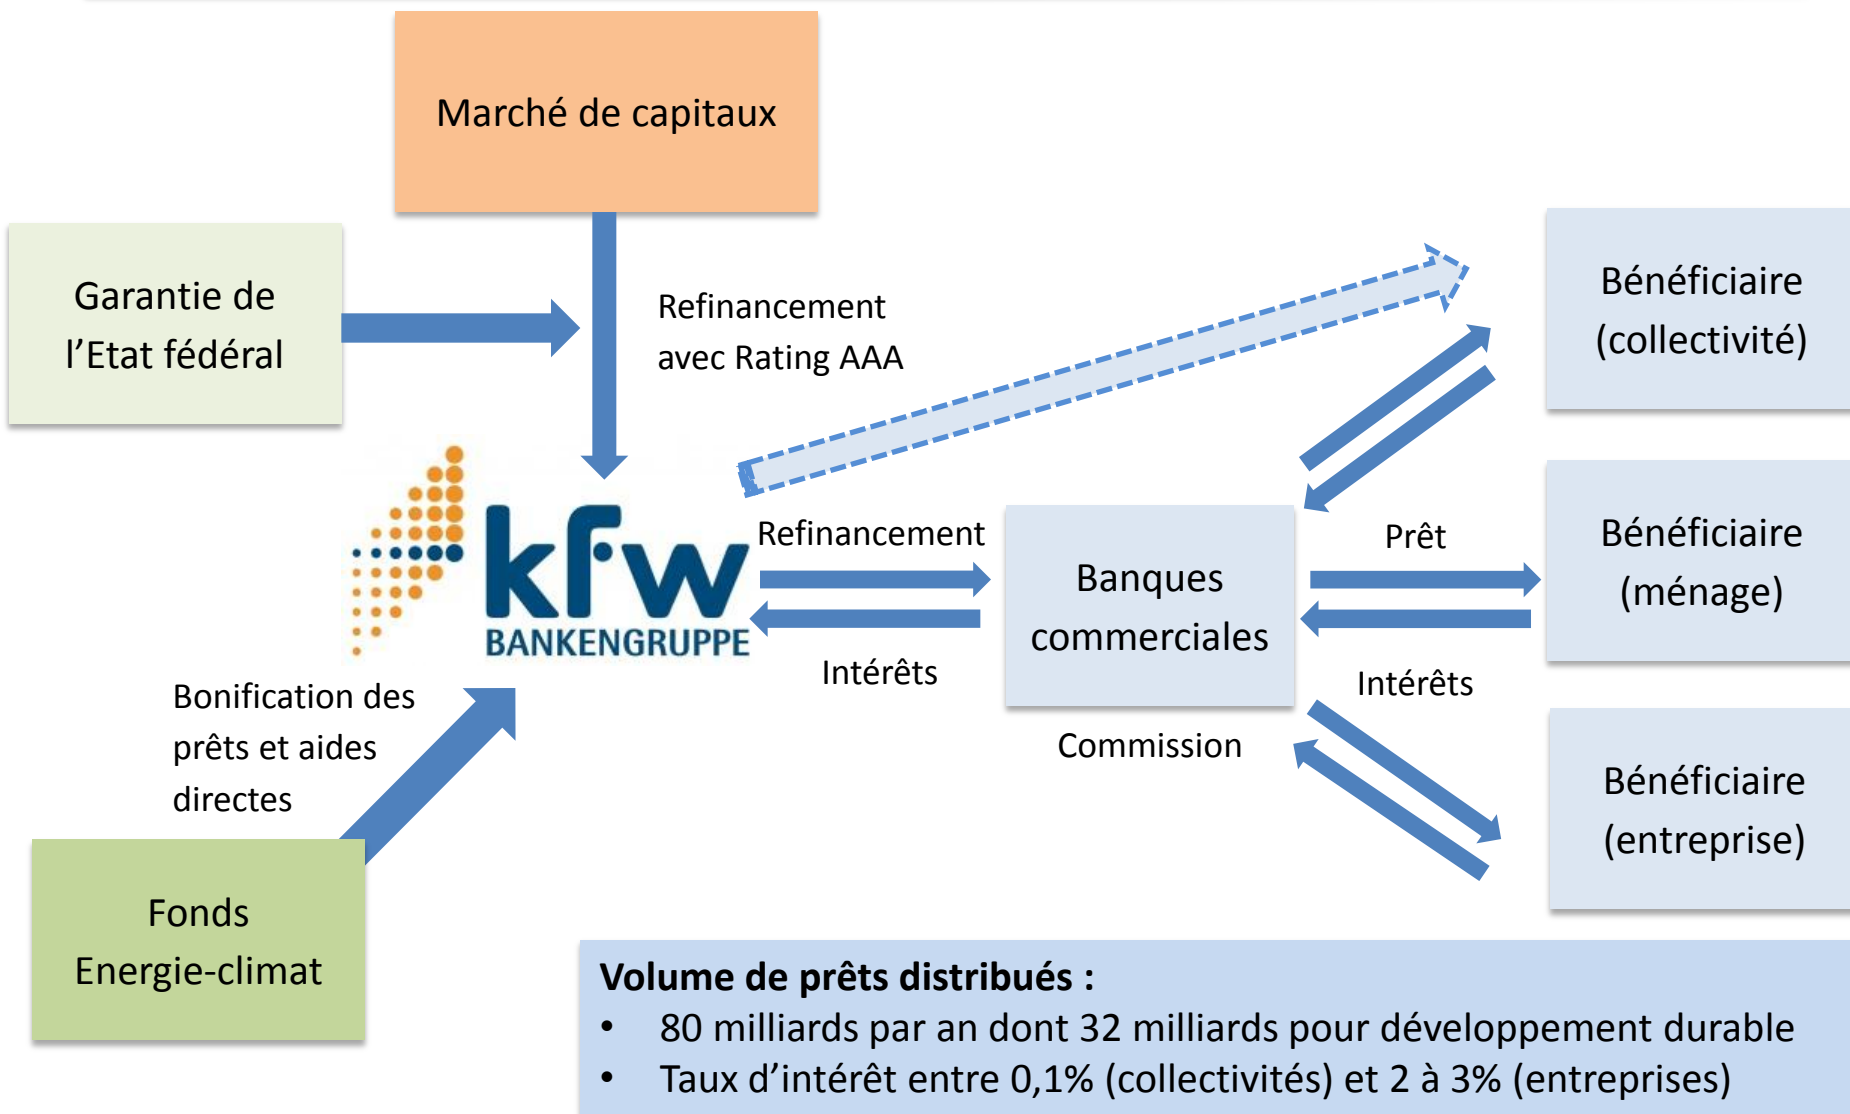 Marché de capitaux
Garantie de
l’Etat fédéral
Refinancement
avec Rating AAA
Bénéficiaire
(collectivité)
kfw
BANKENGRUPPE
Refinancement
Intérêts
Banques
commerciales
Commission
Prêt
Intérêts
Bénéficiaire
(ménage)
Bonification des
prêts et aides
directes
Bénéficiaire
(entreprise)
Fonds
Energie-climat
Volume de prêts distribués :
• 80 milliards par an dont 32 milliards pour développement durable
• Taux d’intérêt entre 0,1% (collectivités) et 2 à 3% (entreprises)